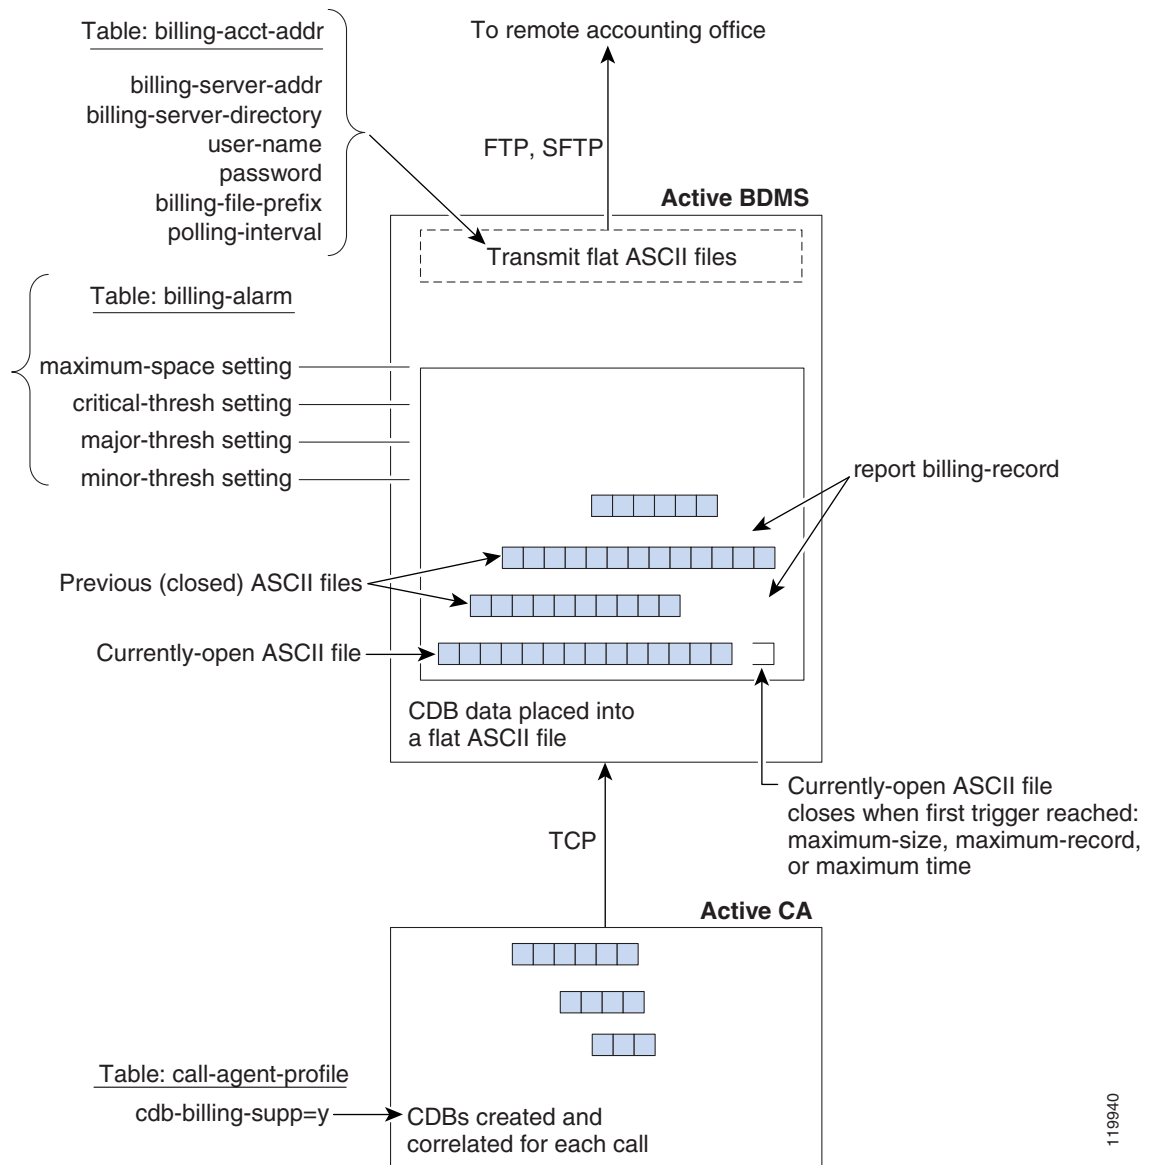 Table: billing-acct-addr
To remote accounting office
billing-server-addr
billing-server-directory
user-name
password
billing-file-prefix
polling-interval
FTP, SFTP
Active BDMS
Transmit flat ASCII files
Table: billing-alarm
maximum-space setting
critical-thresh setting
major-thresh setting
minor-thresh setting
report billing-record
Previous (closed) ASCII files
Currently-open ASCII file
CDB data placed into
a flat ASCII file
Currently-open ASCII file
closes when first trigger reached:
maximum-size, maximum-record,
or maximum time
TCP
Active CA
Table: call-agent-profile
cdb-billing-supp=y
CDBs created and
correlated for each call
119940